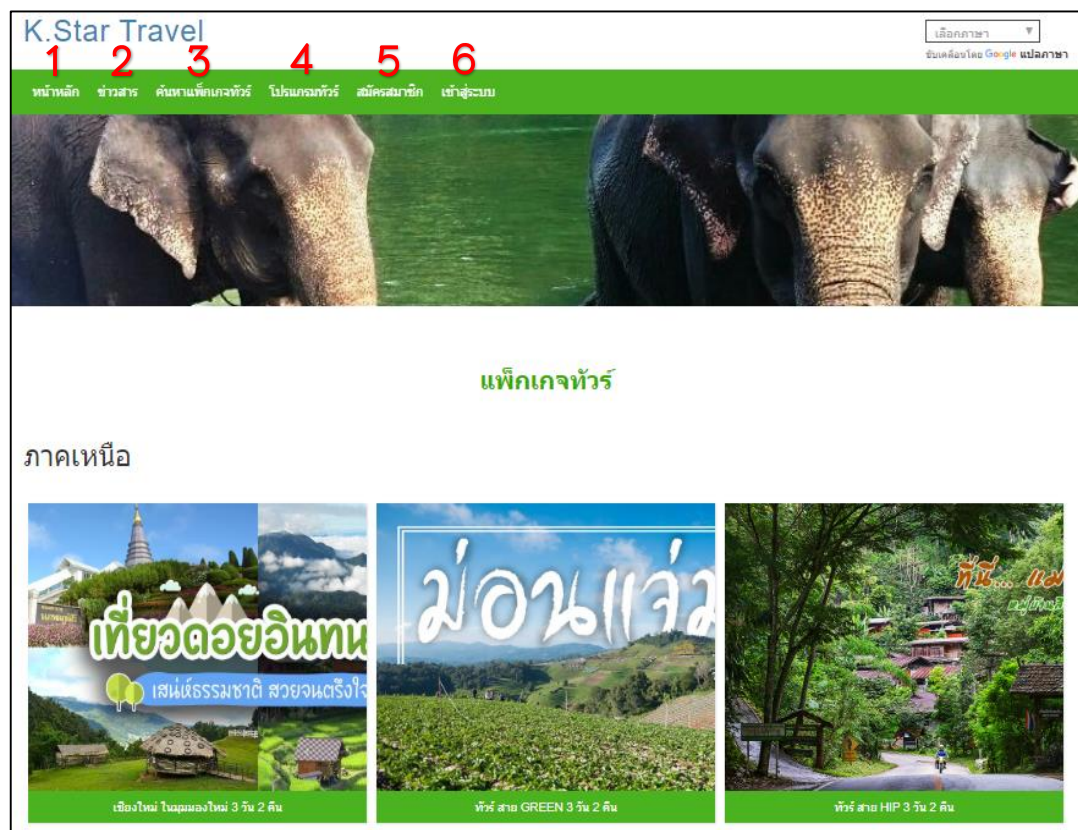 K.Star Travel
เลือกภาษา ▼
ขับเคลื่อนโดย Google แปลภาษา
1 2 3 4 5 6
หน้าหลัก ข่าวสาร ค้นหาแพ็กเกจทัวร์ โปรแกรมทัวร์ สมัครสมาชิก เข้าสู่ระบบ
แพ็กเกจทัวร์
ภาคเหนือ
เที่ยวดอยอินทน
เสน่ห์ธรรมชาติ สวยจนตรึงใจ
ม่อนแจ่ม
ที่นี่... แม
เชียงใหม่ ในมุมมองใหม่ 3 วัน 2 คืน
ทัวร์ สาย GREEN 3 วัน 2 คืน
ทัวร์ สาย HIP 3 วัน 2 คืน